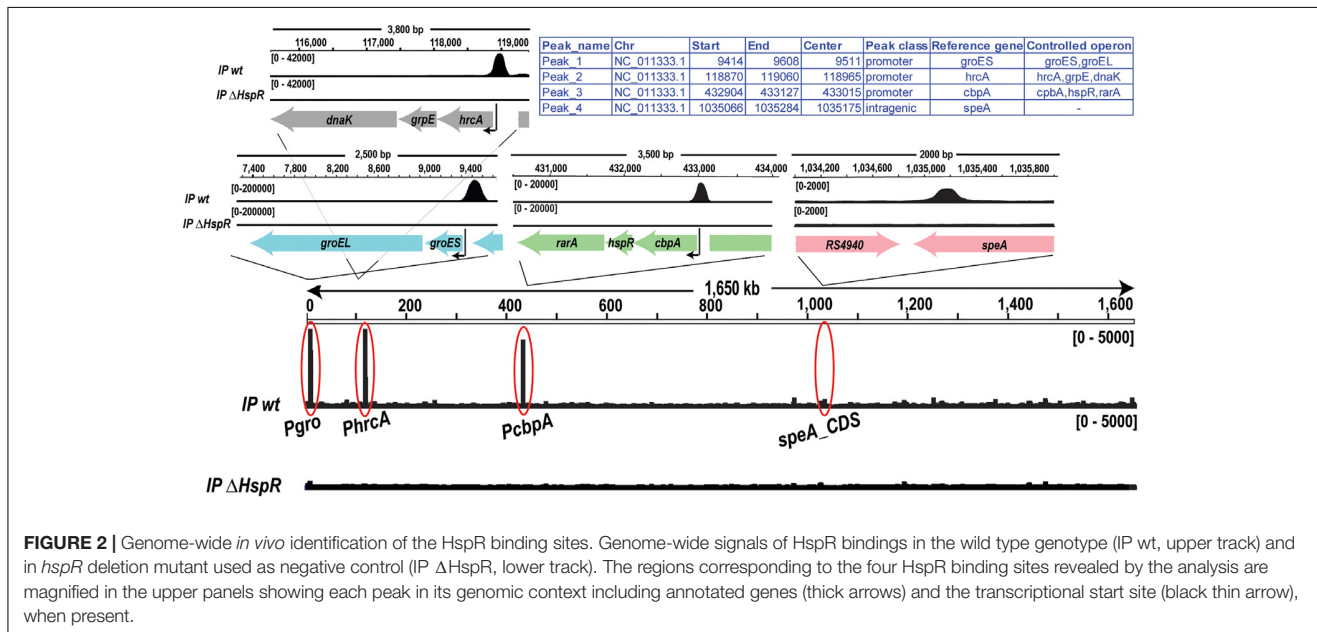 3,800 bp
116,000 117,000 118,000 119,000
[0 - 42000]
IP wt
[0 - 42000]
IP ΔHspR
dnaK grpE hrcA
Peak_name Chr Start End Center Peak class Reference gene Controlled operon
Peak_1 NC_011333.1 9414 9608 9511 promoter groES groES,groEL
Peak_2 NC_011333.1 118870 119060 118965 promoter hrcA hrcA,grpE,dnaK
Peak_3 NC_011333.1 432904 433127 433015 promoter cbpA cbpA,hspR,rarA
Peak_4 NC_011333.1 1035066 1035284 1035175 intragenic speA -
2,500 bp
7,400 7,800 8,200 8,600 9,000 9,400
[0-200000]
IP wt
[0-200000]
IP ΔHspR
groEL groES
3,500 bp
431,000 432,000 433,000 434,000
[0 - 20000]
[0 - 20000]
rarA hspR cbpA
2000 bp
1,034,200 1,034,600 1,035,000 1,035,400 1,035,800
[0-2000]
[0-2000]
RS4940 speA
1,650 kb
0 200 400 600 800 1,000 1,200 1,400 1,600
[0 - 5000]
IP wt
Pgro PhrcA PcbpA speA_CDS
[0 - 5000]
IP ΔHspR
FIGURE 2 | Genome-wide in vivo identification of the HspR binding sites. Genome-wide signals of HspR bindings in the wild type genotype (IP wt, upper track) and
in hspR deletion mutant used as negative control (IP ΔHspR, lower track). The regions corresponding to the four HspR binding sites revealed by the analysis are
magnified in the upper panels showing each peak in its genomic context including annotated genes (thick arrows) and the transcriptional start site (black thin arrow),
when present.